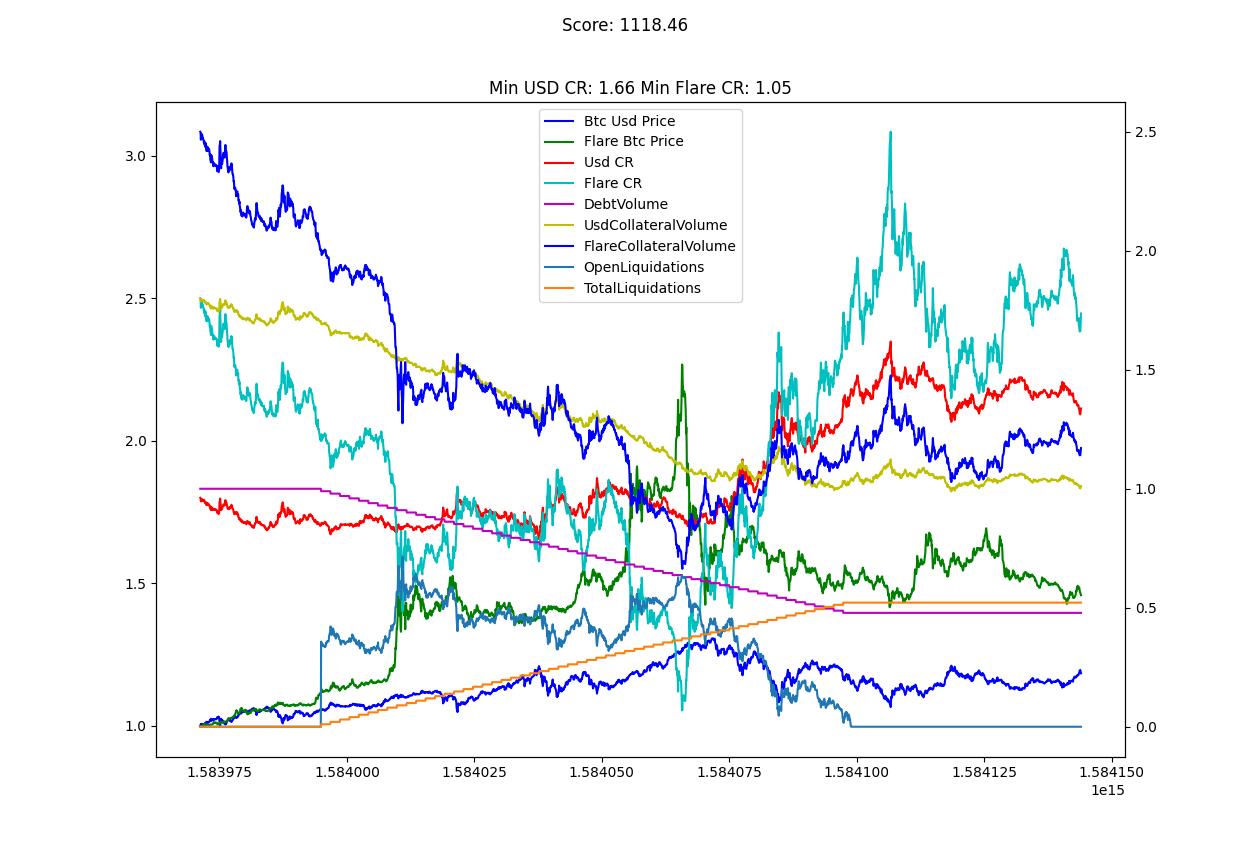 Score: 1118.46
Min USD CR: 1.66 Min Flare CR: 1.05
Btc Usd Price
Flare Btc Price
Usd CR
Flare CR
DebtVolume
UsdCollateralVolume
FlareCollateralVolume
OpenLiquidations
TotalLiquidations
3.0
2.5
2.0
1.5
1.0
2.5
2.0
1.5
1.0
0.5
0.0
1.583975 1.584000 1.584025 1.584050 1.584075 1.584100 1.584125 1.584150
1e15